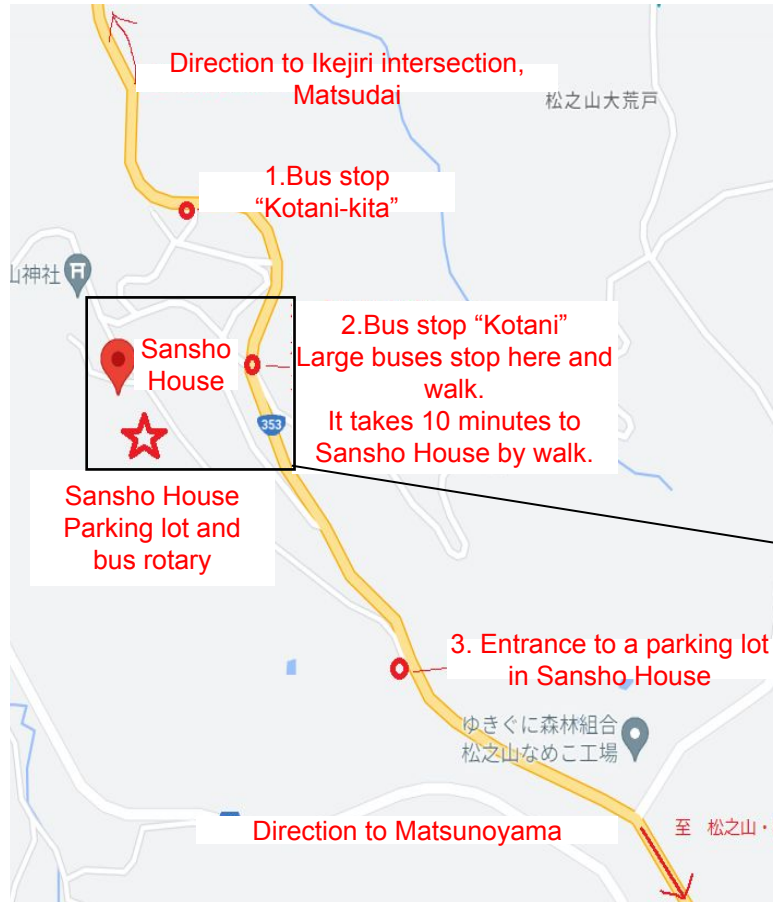 Direction to Ikejiri intersection,
Matsudai
松之山大荒戸
1.Bus stop
“Kotani-kita”
山神社
Sansho
House
2.Bus stop “Kotani”
Large buses stop here and
walk.
It takes 10 minutes to
Sansho House by walk.
353
Sansho House
Parking lot and
bus rotary
3. Entrance to a parking lot
in Sansho House
ゆきぐに森林組合
松之山なめこ工場
Direction to Matsunoyama
至 松之山・